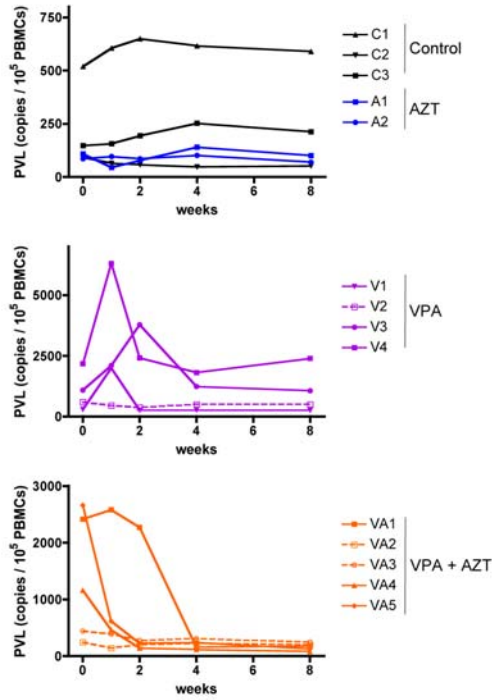 PVL (copies / 10⁵ PBMCs)
750
500
250
0
0 2 4 6 8
weeks
C1
C2
C3
Control
A1
A2
AZT
PVL (copies / 10⁵ PBMCs)
5000
2500
0
0 2 4 6 8
weeks
V1
V2
V3
V4
VPA
PVL (copies / 10⁵ PBMCs)
3000
2000
1000
0
0 2 4 6 8
weeks
VA1
VA2
VA3
VA4
VA5
VPA + AZT